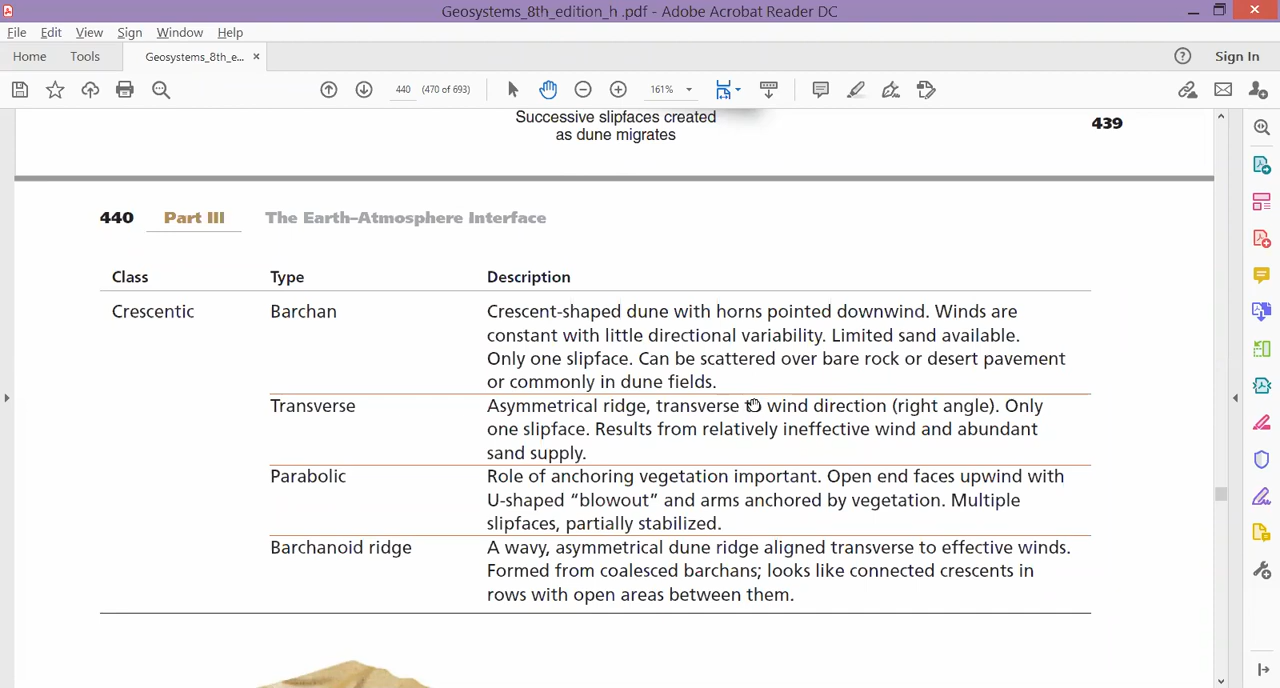 Geosystems_8th_edition_h .pdf - Adobe Acrobat Reader DC
File Edit View Sign Window Help
Home Tools Geosystems_8th_e... × Sign In
440 (470 of 693) 161%
Successive slipfaces created
as dune migrates
439
440 Part III The Earth–Atmosphere Interface
Class Type Description
Crescentic Barchan Crescent-shaped dune with horns pointed downwind. Winds are
constant with little directional variability. Limited sand available.
Only one slipface. Can be scattered over bare rock or desert pavement
or commonly in dune fields.
Transverse Asymmetrical ridge, transverse to wind direction (right angle). Only
one slipface. Results from relatively ineffective wind and abundant
sand supply.
Parabolic Role of anchoring vegetation important. Open end faces upwind with
U-shaped “blowout” and arms anchored by vegetation. Multiple
slipfaces, partially stabilized.
Barchanoid ridge A wavy, asymmetrical dune ridge aligned transverse to effective winds.
Formed from coalesced barchans; looks like connected crescents in
rows with open areas between them.